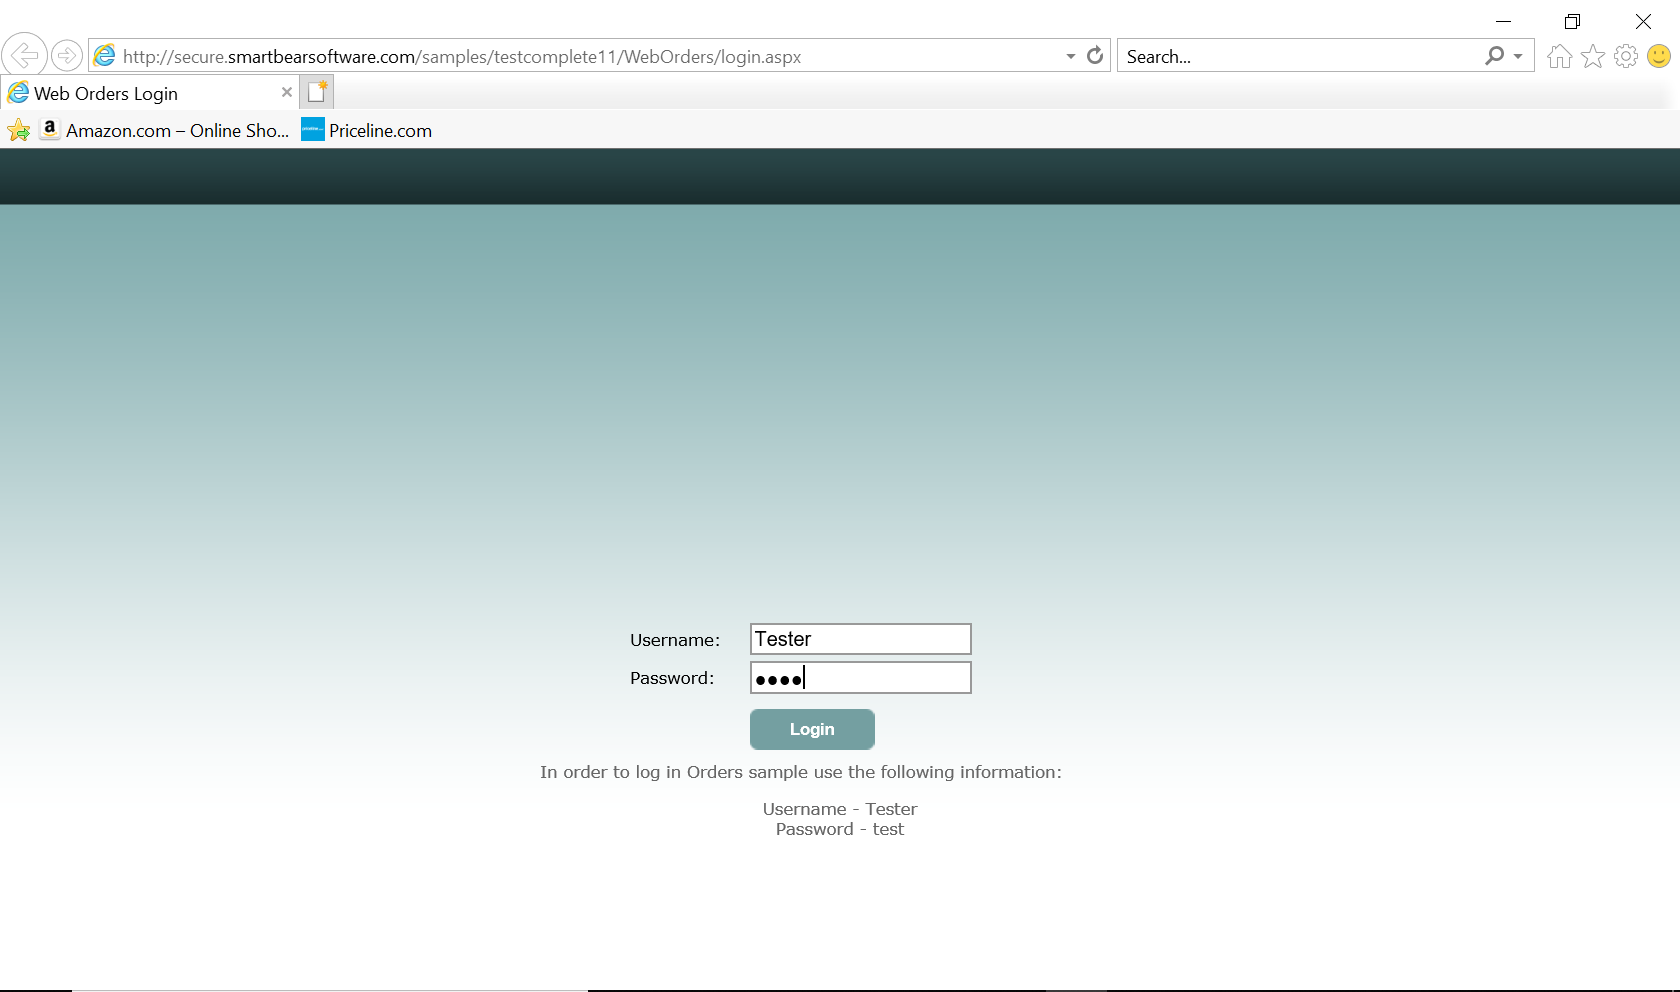 http://secure.smartbearsoftware.com/samples/testcomplete11/WebOrders/login.aspx
Search...
Web Orders Login
Amazon.com – Online Sho...
Priceline.com
Username: Tester
Password: ●●●●
Login
In order to log in Orders sample use the following information:
Username - Tester
Password - test